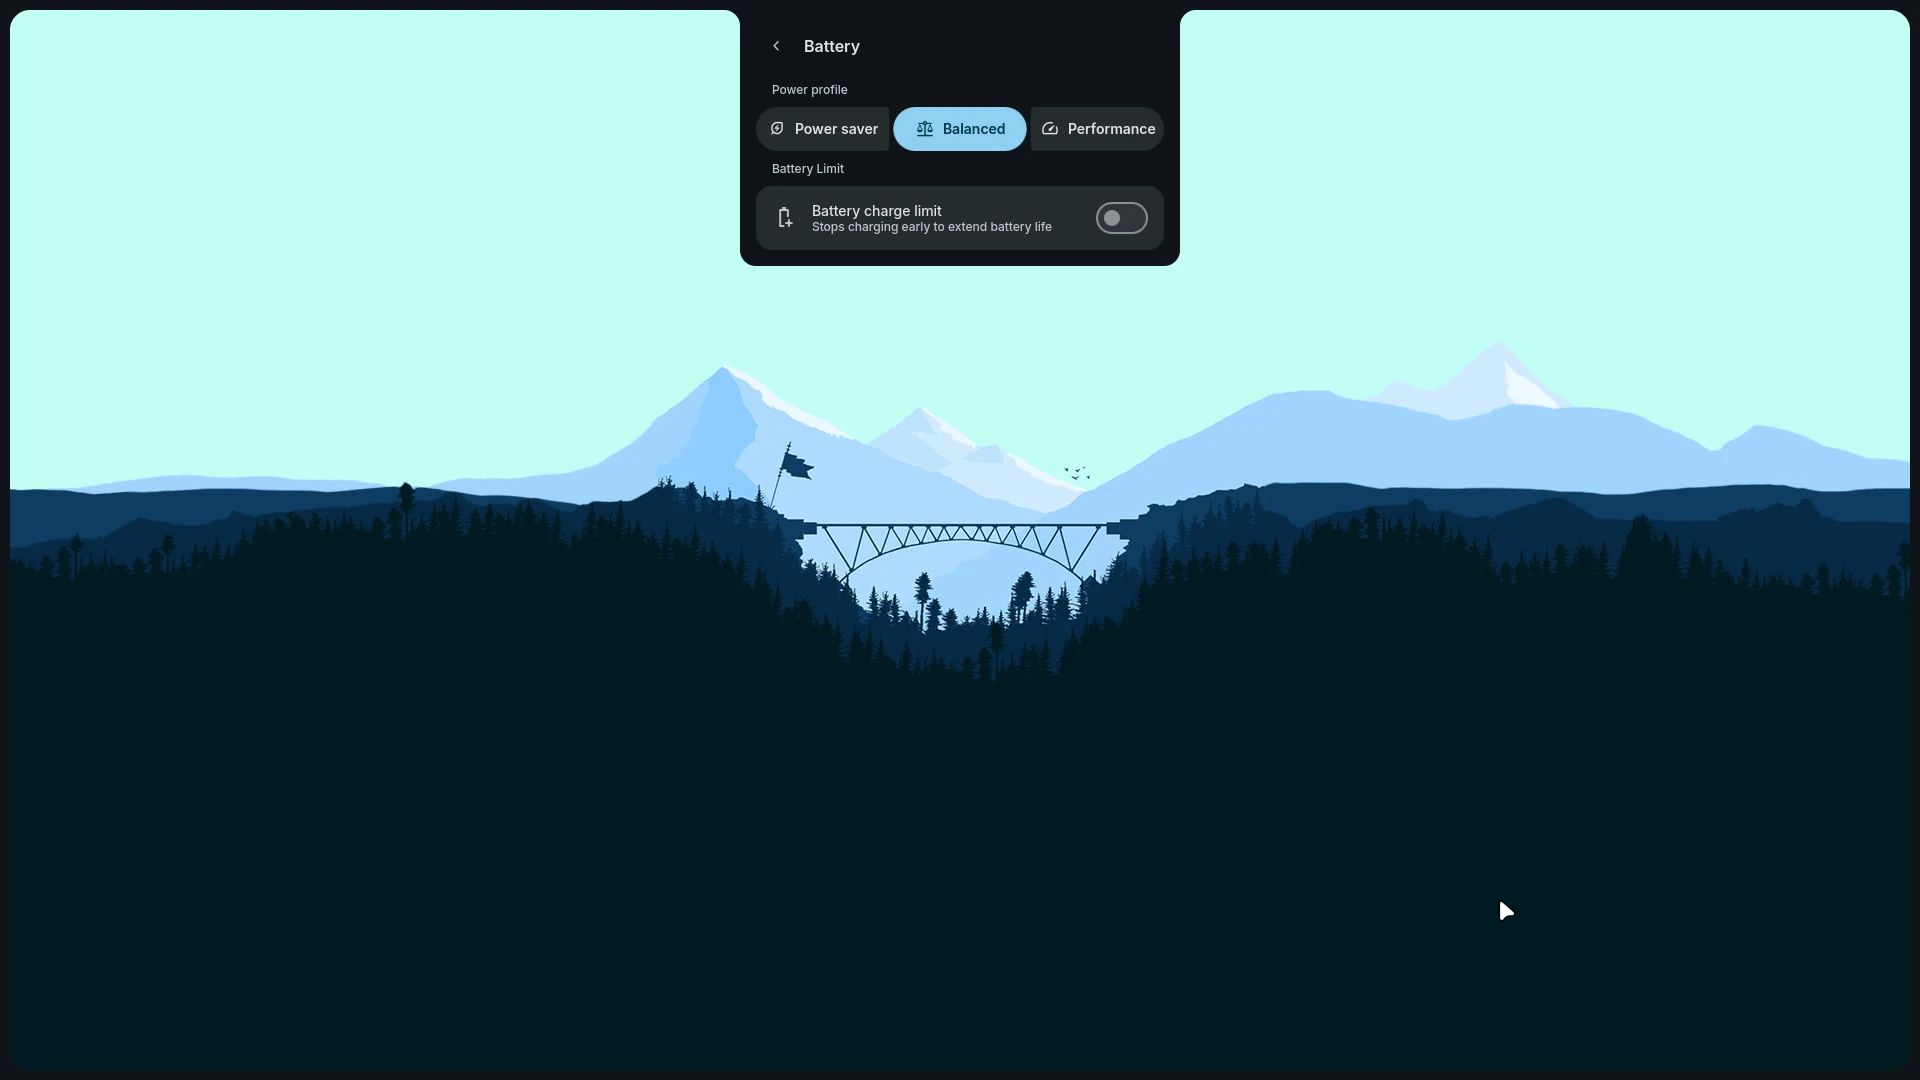 Battery
Power profile
Power saver
Balanced
Performance
Battery Limit
Battery charge limit
Stops charging early to extend battery life